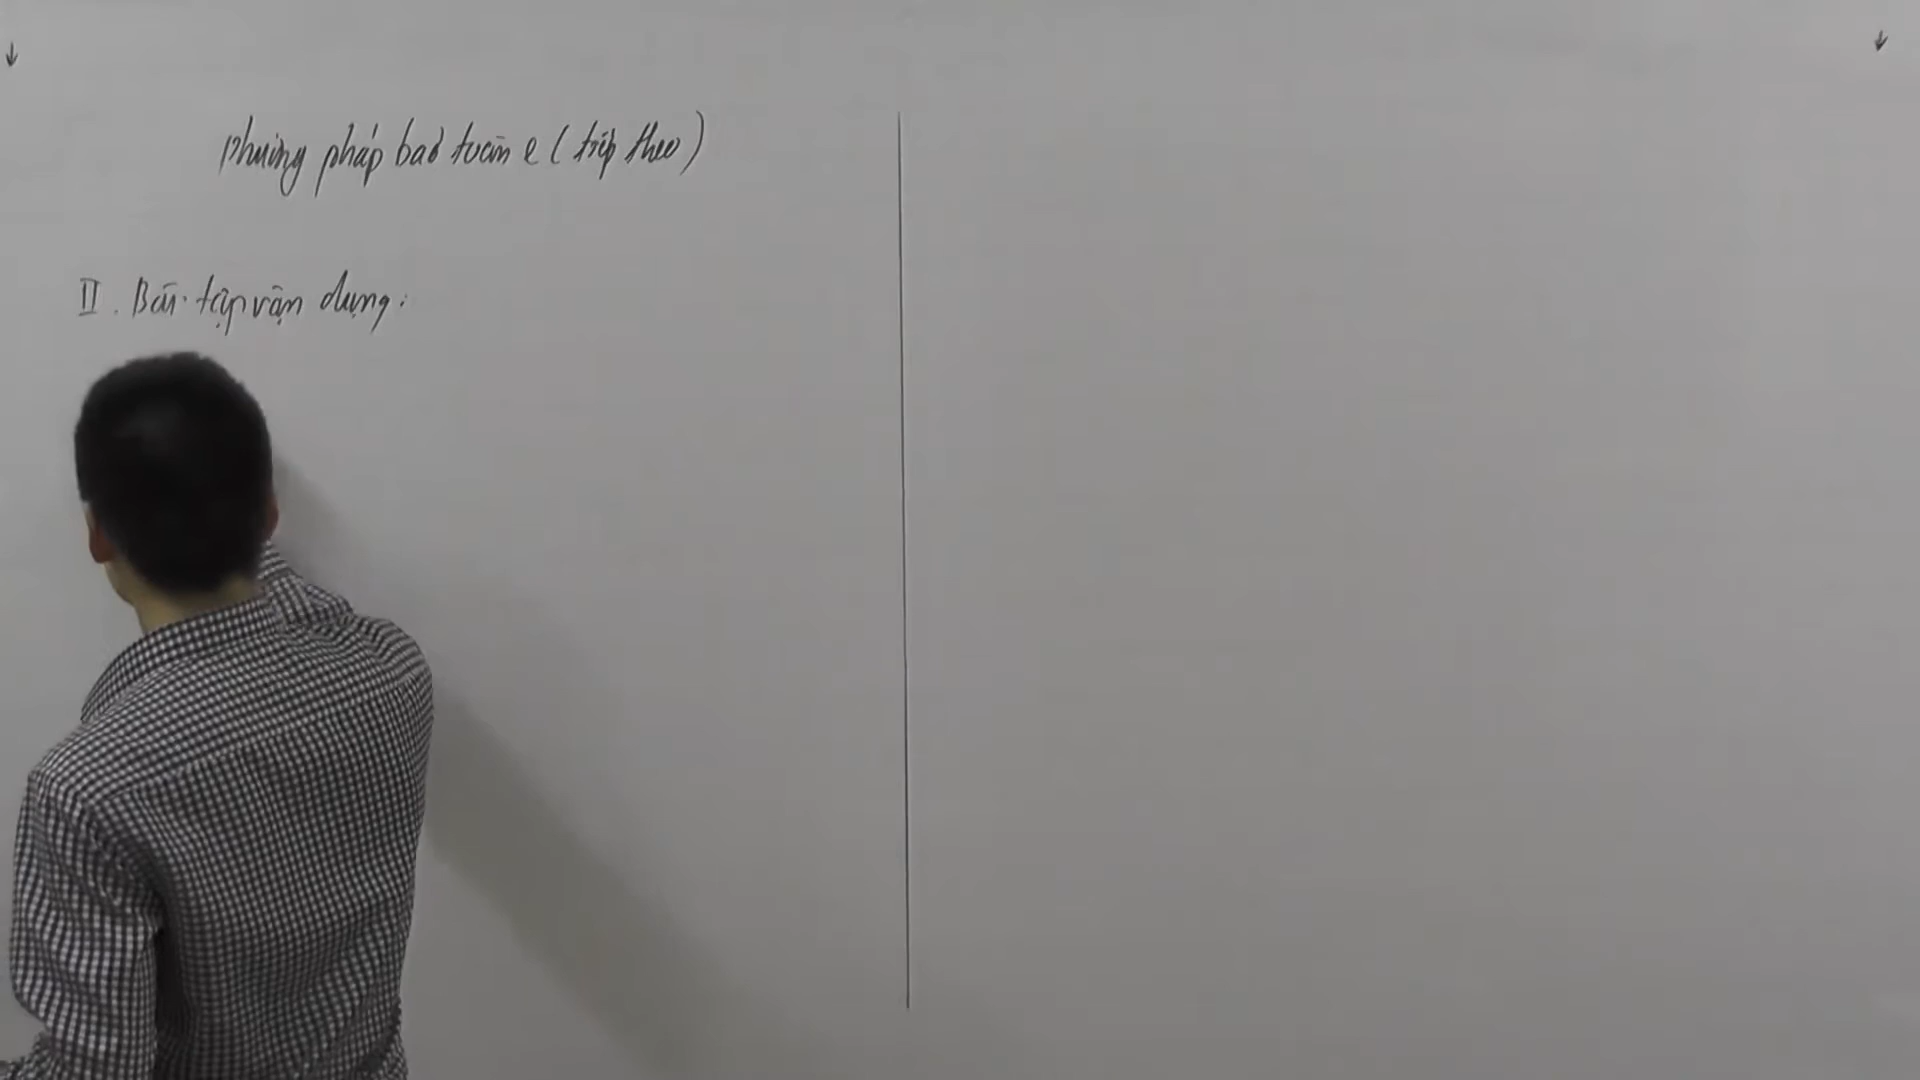 Phương pháp bảo toàn e (tiếp theo)
II. Bài tập vận dụng: